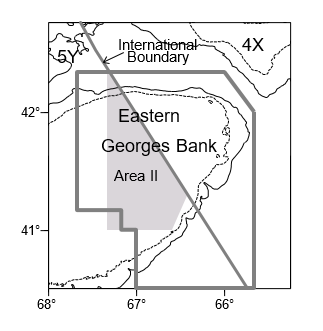 International
Boundary
5Y
4X
42°
Eastern
Georges Bank
Area II
41°
68°
67°
66°